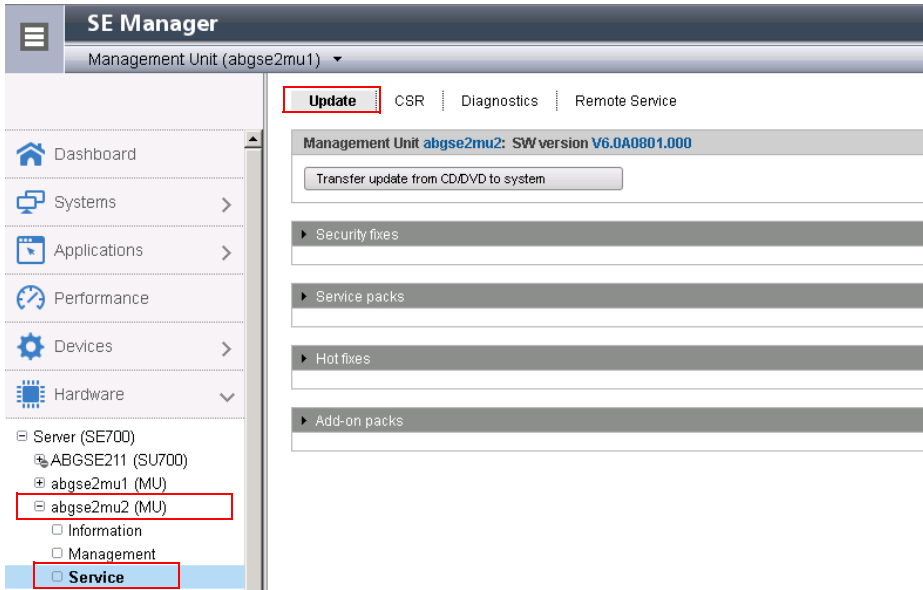 SE Manager
Management Unit (abgse2mu1)
Update CSR Diagnostics Remote Service
Management Unit abgse2mu2: SW version V6.0A0801.000
Transfer update from CD/DVD to system
Security fixes
Service packs
Hot fixes
Add-on packs
Dashboard
Systems
Applications
Performance
Devices
Hardware
Server (SE700)
ABGSE211 (SU700)
abgse2mu1 (MU)
abgse2mu2 (MU)
Information
Management
Service